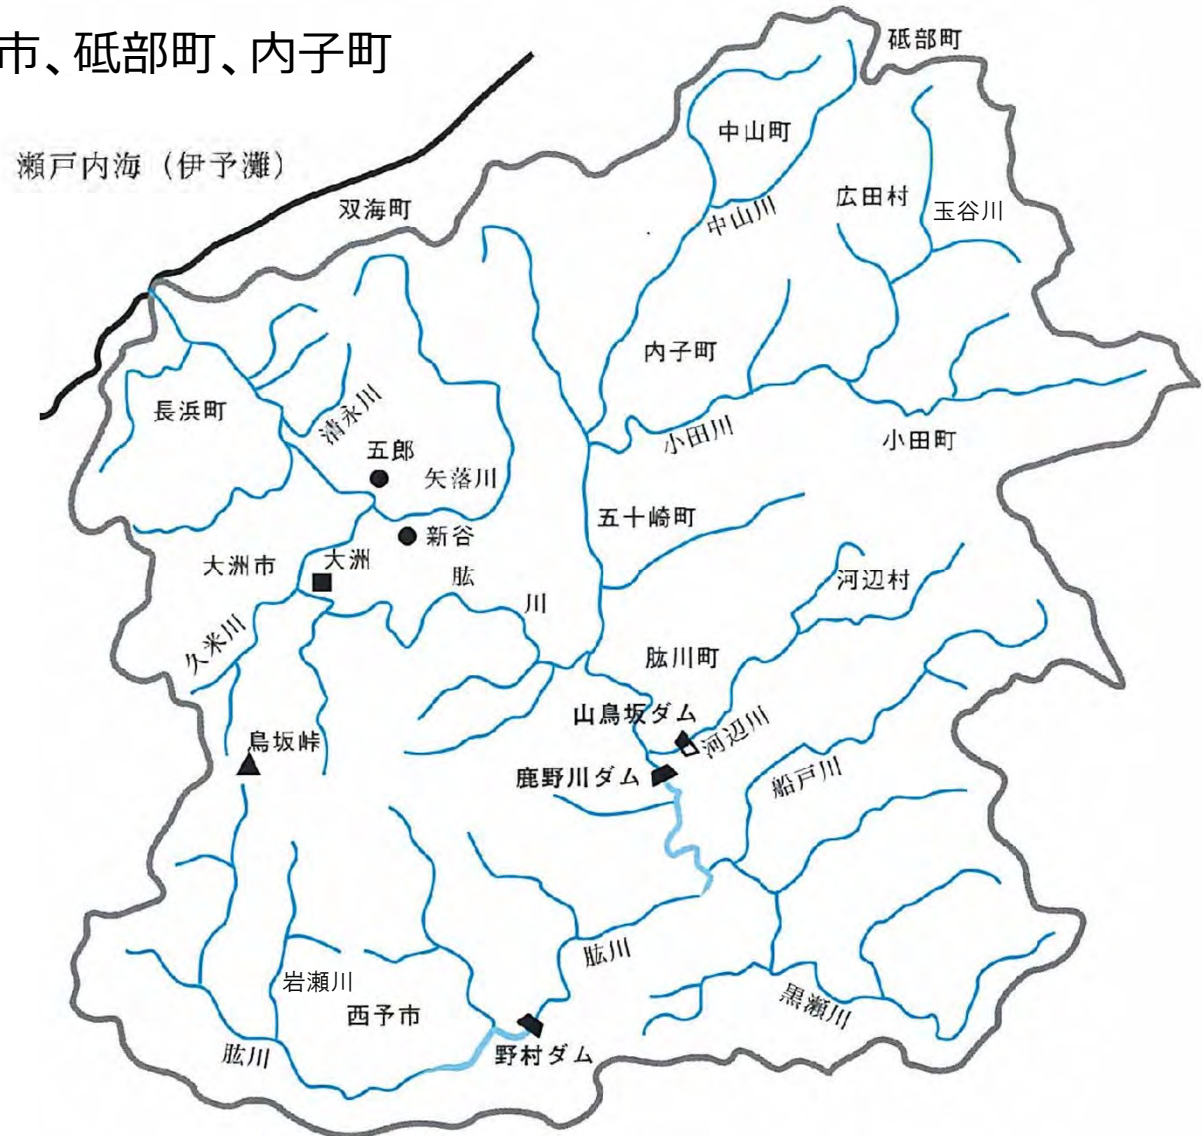 市、砥部町、内子町
砥部町
中山町
瀬戸内海（伊予灘）
双海町
広田村
玉谷川
中山川
内子町
長浜町
清永川
小田川
小田町
五郎
矢落川
五十崎町
新谷
大洲市
大洲
肱
川
河辺村
久米川
肱川町
山鳥坂ダム
河辺川
鳥坂峠
鹿野川ダム
船戸川
肱川
岩瀬川
西予市
黒瀬川
肱川
野村ダム